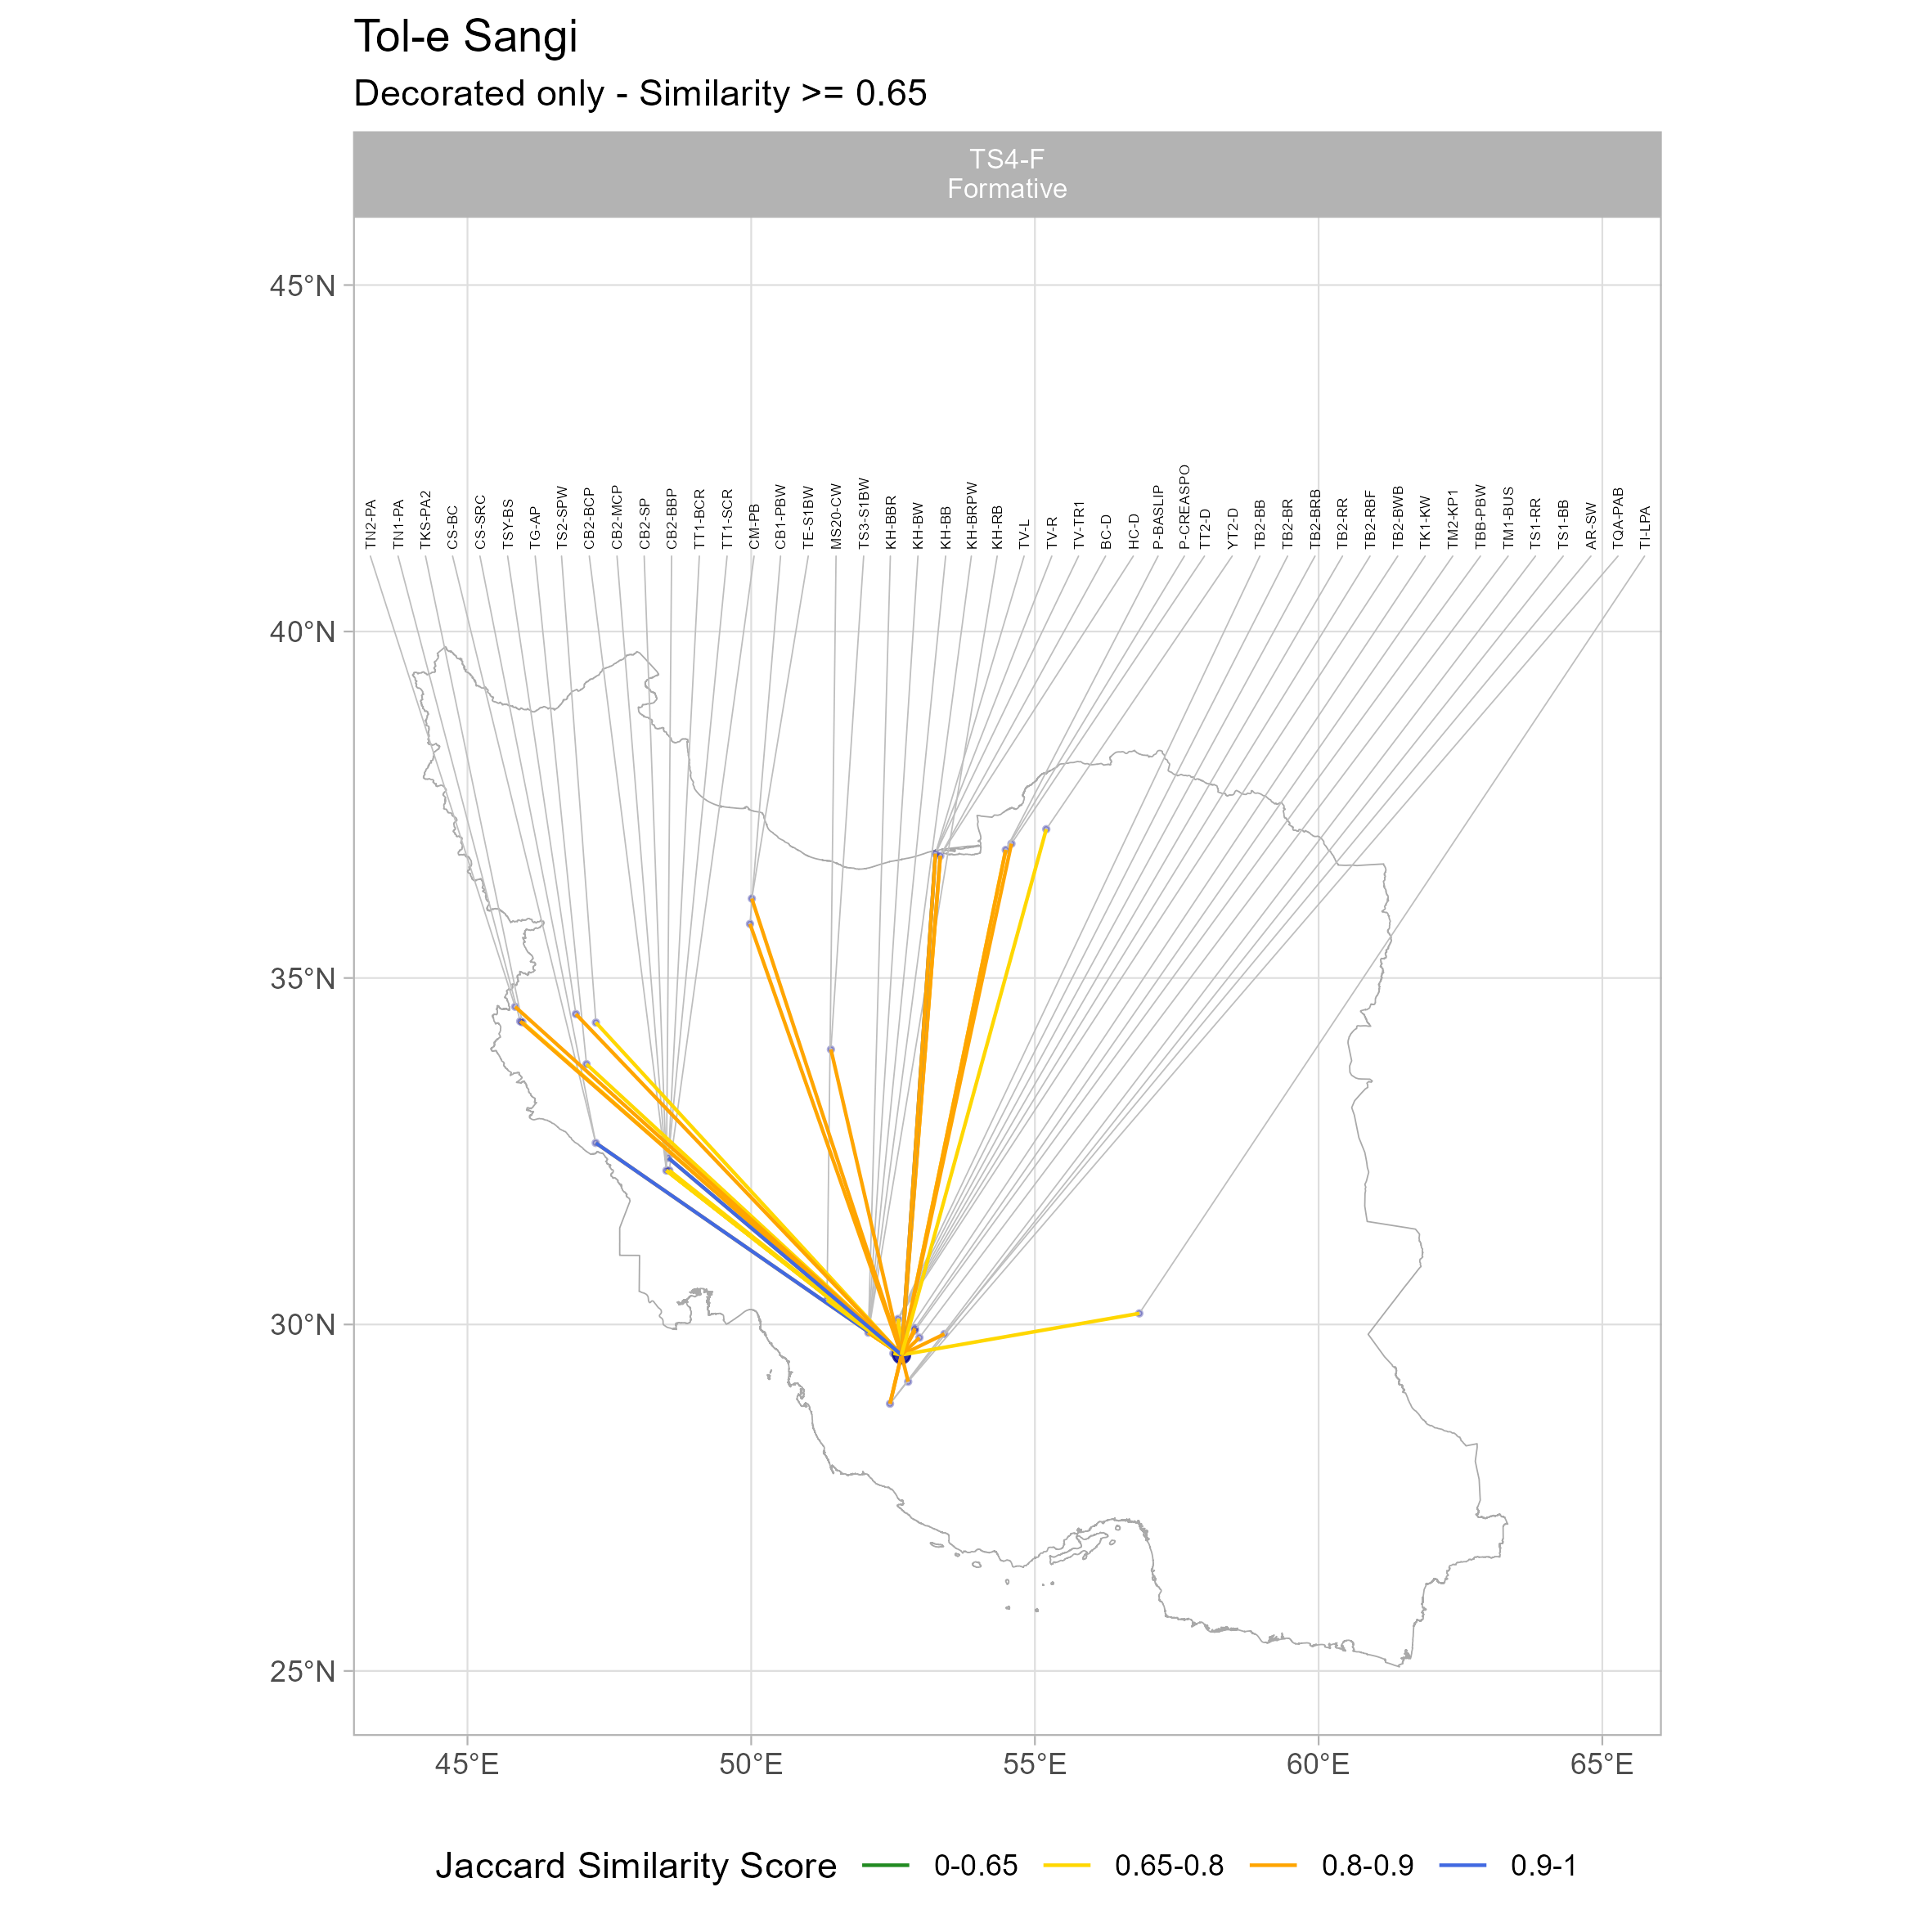 Tol-e Sangi
Decorated only - Similarity >= 0.65
TS4-F
Formative
45°N
40°N
35°N
30°N
25°N
TN2-PA
TN1-PA
TKS-PA2
CS-BC
CS-SRC
TSY-BS
TG-AP
TS2-SPW
CB2-BCP
CB2-MCP
CB2-SP
CB2-BBP
TT1-BCR
TT1-SCR
CM-PB
CB1-PBW
TE-S1BW
MS20-CW
TS3-S1BW
KH-BBR
KH-BW
KH-BB
KH-BRPW
KH-RB
TV-L
TV-R
TV-TR1
BC-D
HC-D
P-BASLIP
P-CREASPO
TT2-D
YT2-D
TB2-BB
TB2-BR
TB2-BRB
TB2-RR
TB2-RBF
TB2-BWB
TK1-KW
TM2-KP1
TBB-PBW
TM1-BUS
TS1-RR
TS1-BB
AR-SW
TQA-PAB
TI-LPA
45°E
50°E
55°E
60°E
65°E
Jaccard Similarity Score
0-0.65
0.65-0.8
0.8-0.9
0.9-1